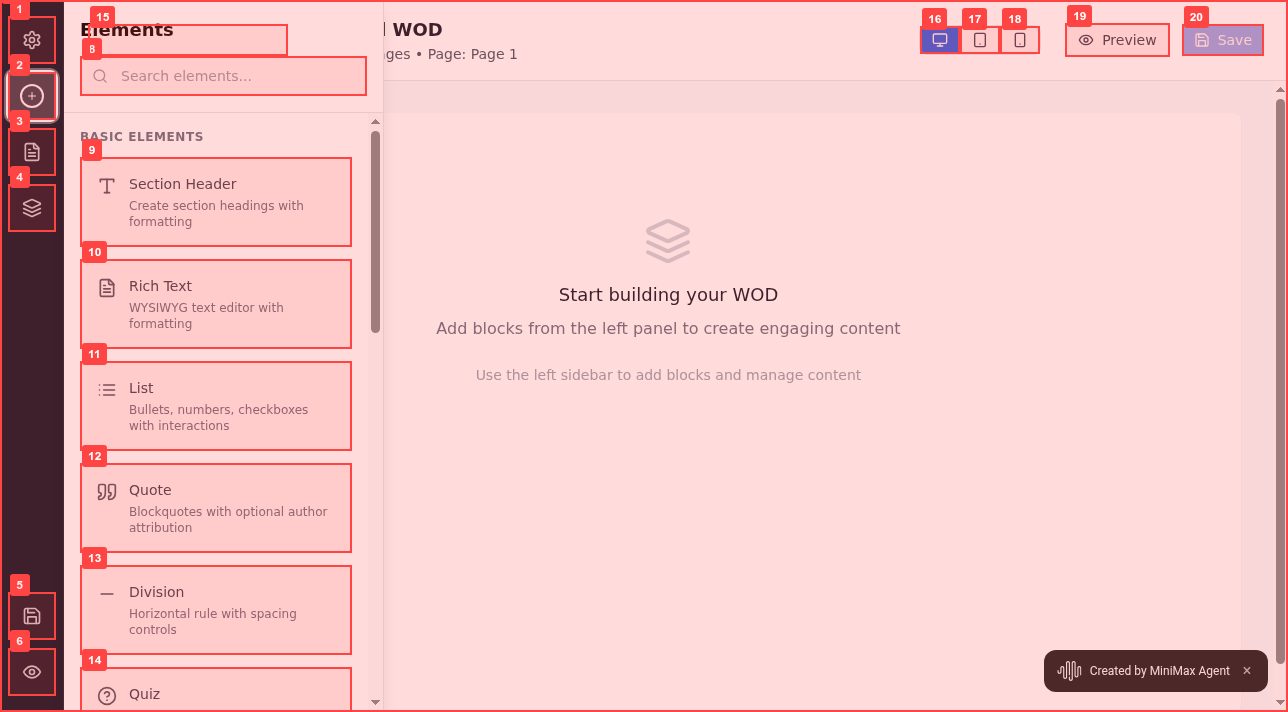 1
2
3
4
5
6
15
Elements
8
Search elements...
BASIC ELEMENTS
9
Section Header
Create section headings with
formatting
10
Rich Text
WYSIWYG text editor with
formatting
11
List
Bullets, numbers, checkboxes
with interactions
12
Quote
Blockquotes with optional author
attribution
13
Division
Horizontal rule with spacing
controls
14
Quiz
WOD
ges • Page: Page 1
16
17
18
19
Preview
20
Save
Start building your WOD
Add blocks from the left panel to create engaging content
Use the left sidebar to add blocks and manage content
Created by MiniMax Agent ×